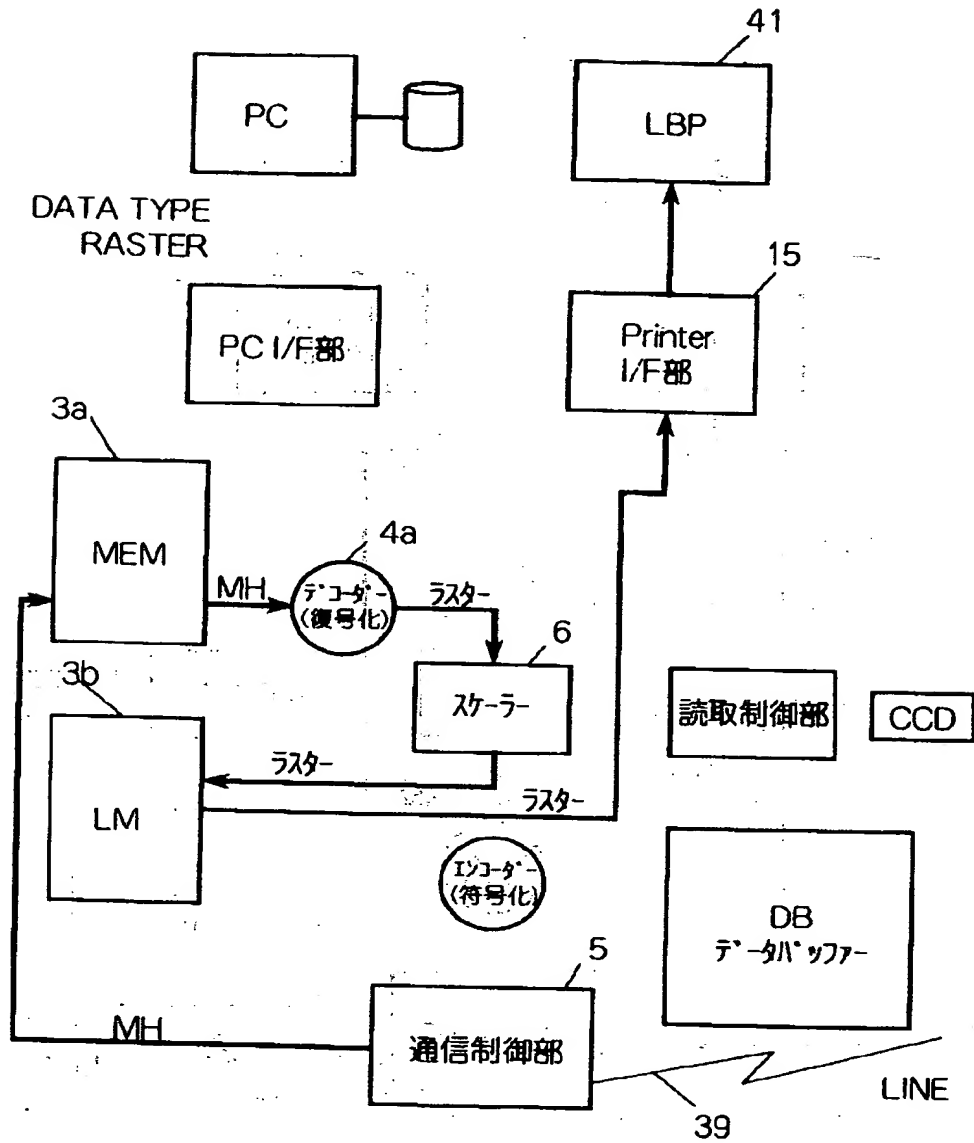 41
PC
LBP
DATA TYPE
RASTER
15
PC I/F部
Printer
I/F部
3a
MEM
4a
MH
デコーダー
(復号化)
ラスター
6
3b
スケーラー
読取制御部
CCD
ラスター
LM
ラスター
エンコーダー
(符号化)
DB
データバッファー
5
MH
通信制御部
LINE
39